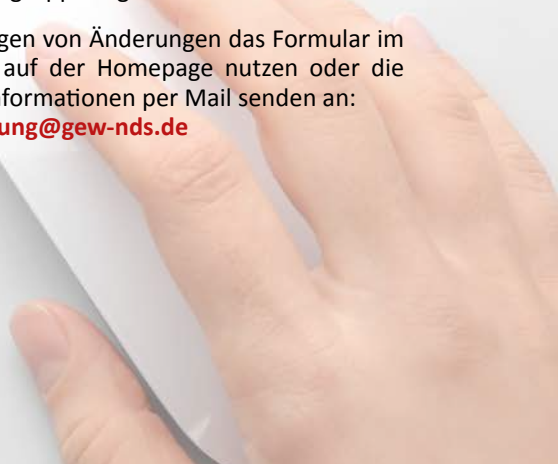 gen von Änderungen das Formular im
auf der Homepage nutzen oder die
nformationen per Mail senden an:
ung@gew-nds.de